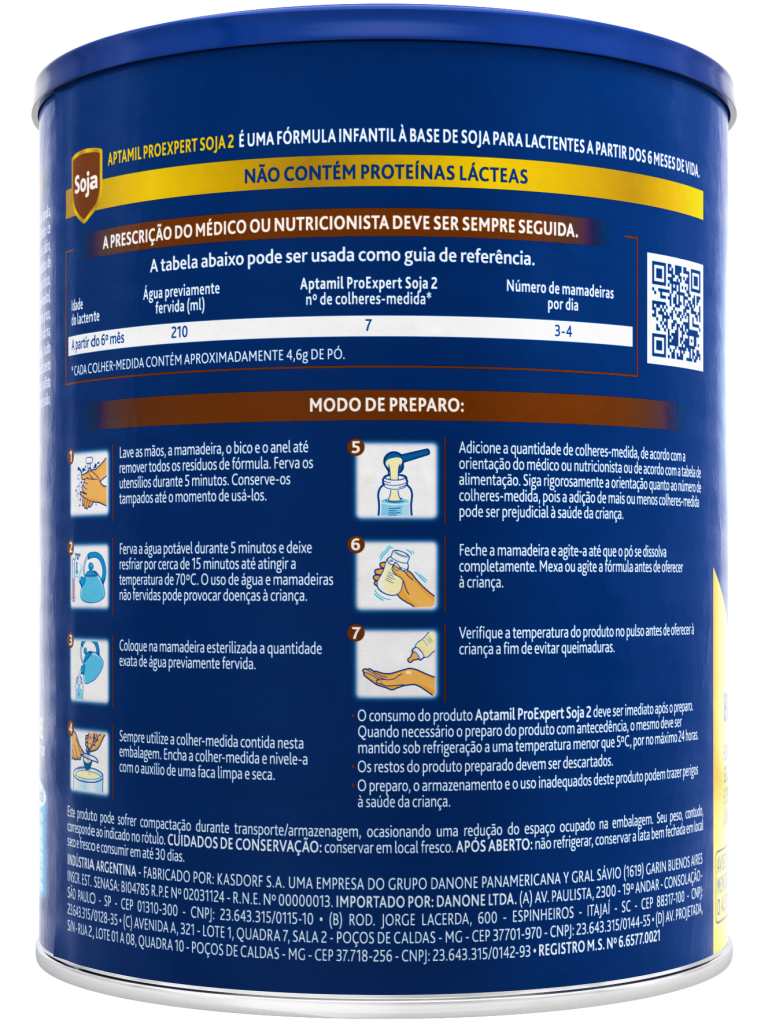 APTAMIL PROEXPERT SOJA 2 É UMA FÓRMULA INFANTIL À BASE DE SOJA PARA LACTENTES A PARTIR DOS 6 MESES DE VIDA.
Soja
NÃO CONTÉM PROTEÍNAS LÁCTEAS
A PRESCRIÇÃO DO MÉDICO OU NUTRICIONISTA DEVE SER SEMPRE SEGUIDA.
A tabela abaixo pode ser usada como guia de referência.
Idade do lactente
Água previamente fervida (ml)
Aptamil ProExpert Soja 2 nº de colheres-medida*
Número de mamadeiras por dia
A partir do 6º mês 210 7 3-4
*CADA COLHER-MEDIDA CONTÉM APROXIMADAMENTE 4,6g DE PÓ.
MODO DE PREPARO:
1
Lave as mãos, a mamadeira, o bico e o anel até
remover todos os resíduos de fórmula. Ferva os
utensílios durante 5 minutos. Conserve-os
tampados até o momento de usá-los.
2
Ferva a água potável durante 5 minutos e deixe
resfriar por cerca de 15 minutos até atingir a
temperatura de 70ºC. O uso de água e mamadeiras
não fervidas pode provocar doenças à criança.
3
Coloque na mamadeira esterilizada a quantidade
exata de água previamente fervida.
4
Sempre utilize a colher-medida contida nesta
embalagem. Encha a colher-medida e nivele-a
com o auxílio de uma faca limpa e seca.
5
Adicione a quantidade de colheres-medida, de acordo com a
orientação do médico ou nutricionista ou de acordo com a tabela de
alimentação. Siga rigorosamente a orientação quanto ao número de
colheres-medida, pois a adição de mais ou menos colheres-medida
pode ser prejudicial à saúde da criança.
6
Feche a mamadeira e agite-a até que o pó se dissolva
completamente. Mexa ou agite a fórmula antes de oferecer
à criança.
7
Verifique a temperatura do produto no pulso antes de oferecer à
criança a fim de evitar queimaduras.
• O consumo do produto Aptamil ProExpert Soja 2 deve ser imediato após o preparo.
Quando necessário o preparo do produto com antecedência, o mesmo deve ser
mantido sob refrigeração a uma temperatura menor que 5ºC, por no máximo 24 horas.
• Os restos do produto preparado devem ser descartados.
• O preparo, o armazenamento e o uso inadequados deste produto podem trazer perigos
à saúde da criança.
Este produto pode sofrer compactação durante transporte/armazenagem, ocasionando uma redução do espaço ocupado na embalagem. Seu peso, contudo,
corresponde ao indicado no rótulo. CUIDADOS DE CONSERVAÇÃO: conservar em local fresco. APÓS ABERTO: não refrigerar, conservar a lata bem fechada em local
seco e fresco e consumir em até 30 dias.
INDÚSTRIA ARGENTINA - FABRICADO POR: KASDORF S.A. UMA EMPRESA DO GRUPO DANONE PANAMERICANA Y GRAL SÁVIO (1619) GARIN BUENOS AIRES
INSCR. EST. SENASA: BI04785 R.P.E Nº 02031124 - R.N.E. Nº 00000013. IMPORTADO POR: DANONE LTDA. (A) AV. PAULISTA, 2300 - 19º ANDAR - CONSOLAÇÃO-
SÃO PAULO - SP - CEP 01310-300 - CNPJ: 23.643.315/0115-10 • (B) ROD. JORGE LACERDA, 600 - ESPINHEIROS - ITAJAÍ - SC - CEP 88317-100 - CNPJ:
23.643.315/0128-35 • (C) AVENIDA A, 321 - LOTE 1, QUADRA 7, SALA 2 - POÇOS DE CALDAS - MG - CEP 37701-970 - CNPJ: 23.643.315/0144-55 • (D) AV. PROJETADA,
S/N - RUA 2, LOTE 01 A 08, QUADRA 10 - POÇOS DE CALDAS - MG - CEP 37.718-256 - CNPJ: 23.643.315/0142-93 • REGISTRO M.S. Nº 6.6577.0021